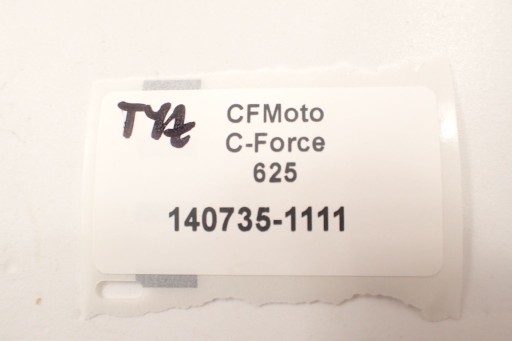 TYŁ
CFMoto
C-Force
625
140735-1111